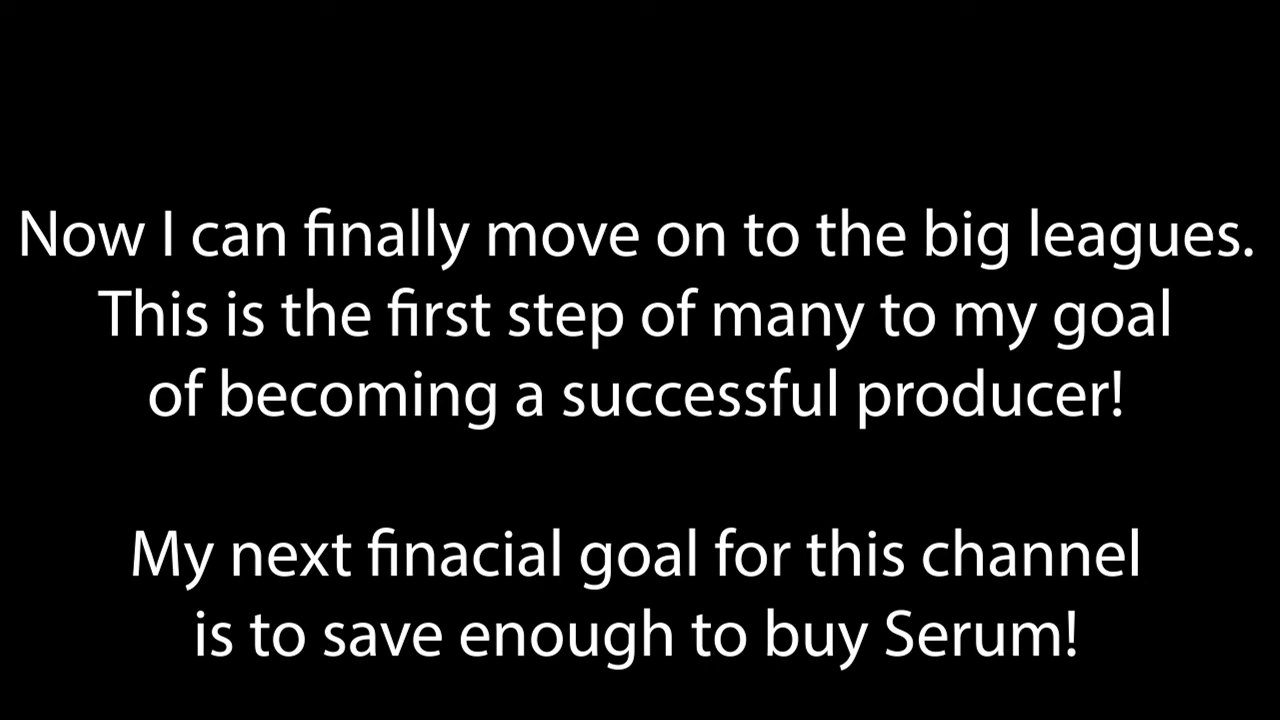 Now I can finally move on to the big leagues.
This is the first step of many to my goal
of becoming a successful producer!
My next finacial goal for this channel
is to save enough to buy Serum!